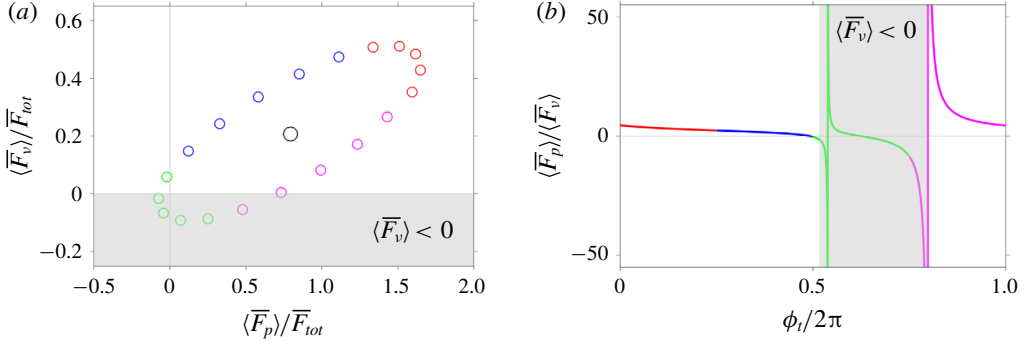 (a)
0.6
0.4
0.2
0
−0.2
⟨F̅ᵥ⟩/F̅ₜₒₜ
⟨F̅ᵥ⟩ < 0
−0.5 0 0.5 1.0 1.5 2.0
⟨F̅ₚ⟩/F̅ₜₒₜ
(b)
50
0
−50
⟨F̅ₚ⟩/⟨F̅ᵥ⟩
⟨F̅ᵥ⟩ < 0
0 0.5 1.0
ϕₜ/2π